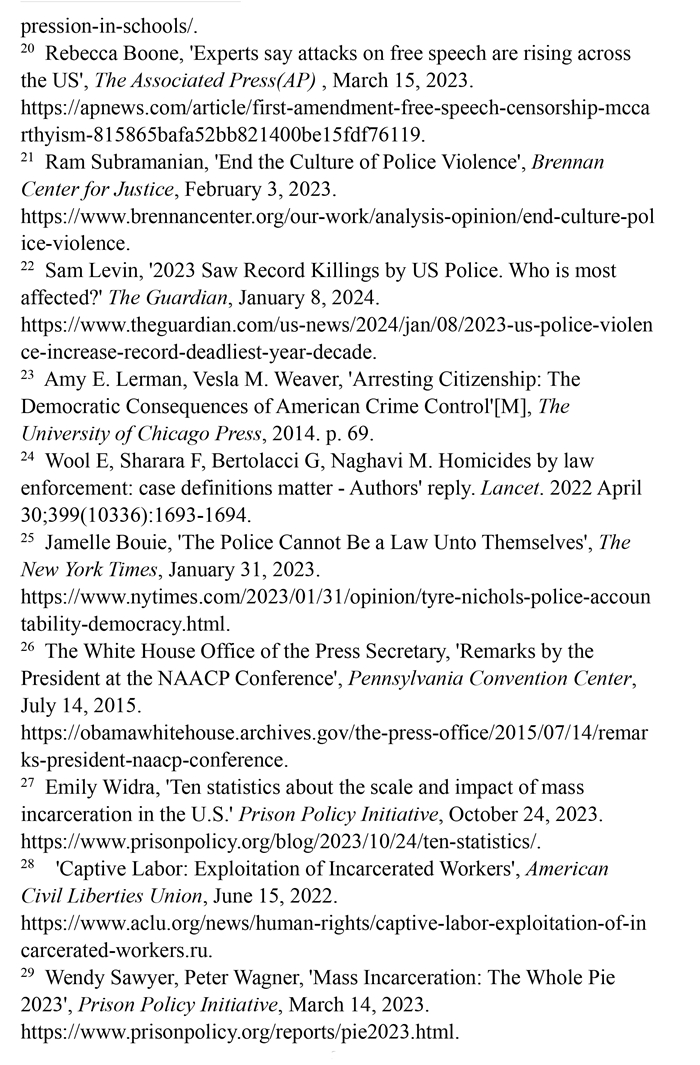 pression-in-schools/.
²⁰ Rebecca Boone, 'Experts say attacks on free speech are rising across
the US', The Associated Press(AP) , March 15, 2023.
https://apnews.com/article/first-amendment-free-speech-censorship-mcca
rthyism-815865bafa52bb821400be15fdf76119.
²¹ Ram Subramanian, 'End the Culture of Police Violence', Brennan
Center for Justice, February 3, 2023.
https://www.brennancenter.org/our-work/analysis-opinion/end-culture-pol
ice-violence.
²² Sam Levin, '2023 Saw Record Killings by US Police. Who is most
affected?' The Guardian, January 8, 2024.
https://www.theguardian.com/us-news/2024/jan/08/2023-us-police-violen
ce-increase-record-deadliest-year-decade.
²³ Amy E. Lerman, Vesla M. Weaver, 'Arresting Citizenship: The
Democratic Consequences of American Crime Control'[M], The
University of Chicago Press, 2014. p. 69.
²⁴ Wool E, Sharara F, Bertolacci G, Naghavi M. Homicides by law
enforcement: case definitions matter - Authors' reply. Lancet. 2022 April
30;399(10336):1693-1694.
²⁵ Jamelle Bouie, 'The Police Cannot Be a Law Unto Themselves', The
New York Times, January 31, 2023.
https://www.nytimes.com/2023/01/31/opinion/tyre-nichols-police-accoun
tability-democracy.html.
²⁶ The White House Office of the Press Secretary, 'Remarks by the
President at the NAACP Conference', Pennsylvania Convention Center,
July 14, 2015.
https://obamawhitehouse.archives.gov/the-press-office/2015/07/14/remar
ks-president-naacp-conference.
²⁷ Emily Widra, 'Ten statistics about the scale and impact of mass
incarceration in the U.S.' Prison Policy Initiative, October 24, 2023.
https://www.prisonpolicy.org/blog/2023/10/24/ten-statistics/.
²⁸ 'Captive Labor: Exploitation of Incarcerated Workers', American
Civil Liberties Union, June 15, 2022.
https://www.aclu.org/news/human-rights/captive-labor-exploitation-of-in
carcerated-workers.ru.
²⁹ Wendy Sawyer, Peter Wagner, 'Mass Incarceration: The Whole Pie
2023', Prison Policy Initiative, March 14, 2023.
https://www.prisonpolicy.org/reports/pie2023.html.